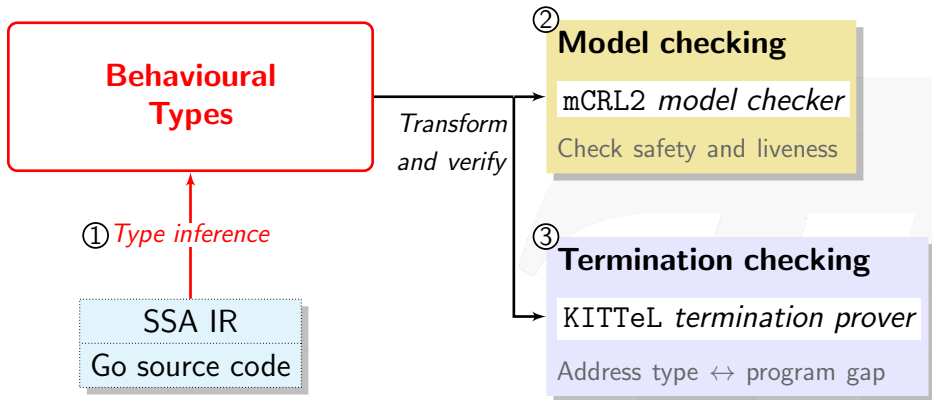 Behavioural
Types
①Type inference
SSA IR
Go source code
Transform
and verify
②
Model checking
mCRL2 model checker
Check safety and liveness
③
Termination checking
KITTeL termination prover
Address type ↔ program gap